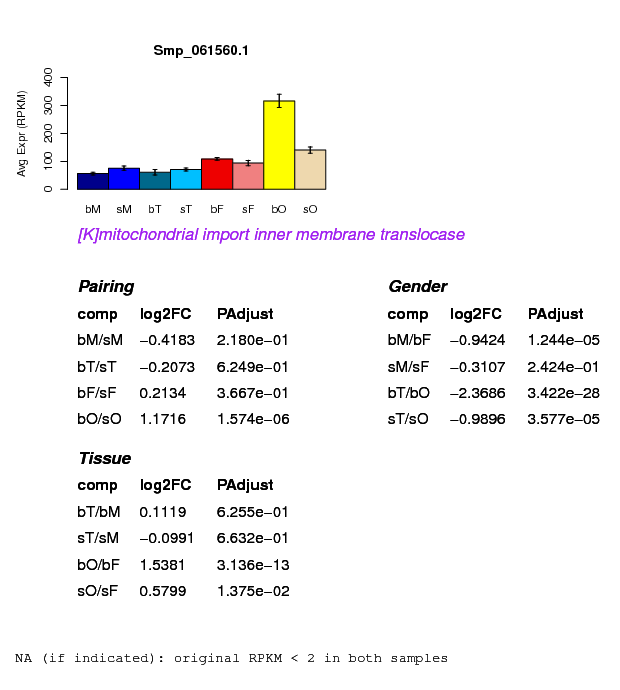 Smp_061560.1
Avg Expr (RPKM)
400
300
200
100
0
bM sM bT sT bF sF bO sO
[K]mitochondrial import inner membrane translocase
Pairing
comp log2FC PAdjust
bM/sM −0.4183 2.180e−01
bT/sT −0.2073 6.249e−01
bF/sF 0.2134 3.667e−01
bO/sO 1.1716 1.574e−06
Gender
comp log2FC PAdjust
bM/bF −0.9424 1.244e−05
sM/sF −0.3107 2.424e−01
bT/bO −2.3686 3.422e−28
sT/sO −0.9896 3.577e−05
Tissue
comp log2FC PAdjust
bT/bM 0.1119 6.255e−01
sT/sM −0.0991 6.632e−01
bO/bF 1.5381 3.136e−13
sO/sF 0.5799 1.375e−02
NA (if indicated): original RPKM < 2 in both samples